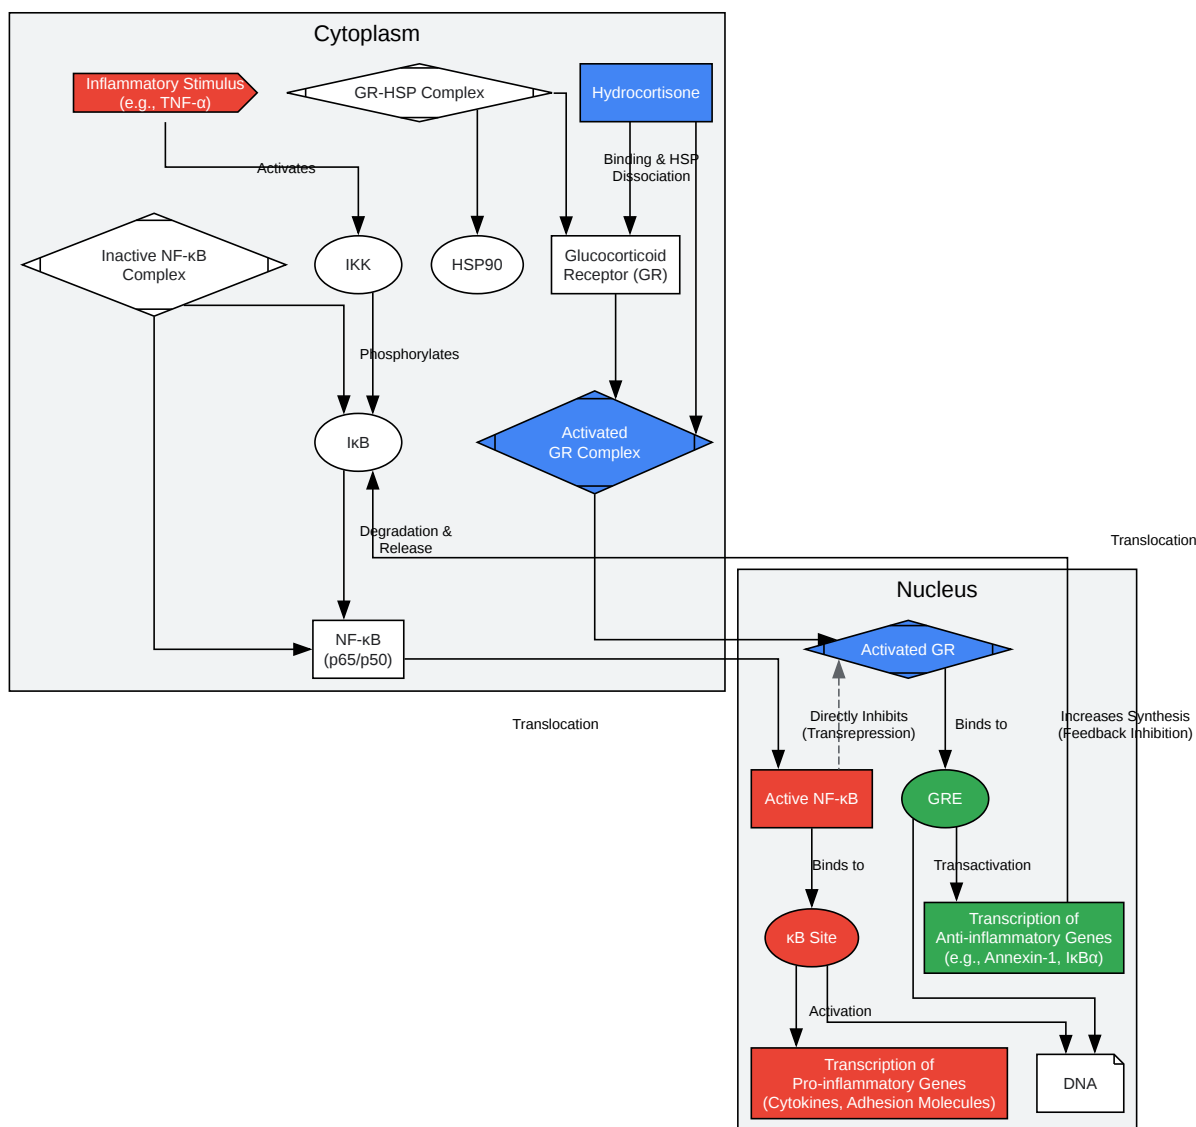 Cytoplasm
Inflammatory Stimulus
(e.g., TNF-α)
GR-HSP Complex
Hydrocortisone
Activates
Binding & HSP
Dissociation
Inactive NF-κB
Complex
IKK
HSP90
Glucocorticoid
Receptor (GR)
Phosphorylates
IκB
Activated
GR Complex
Degradation &
Release
Translocation
Nucleus
NF-κB
(p65/p50)
Activated GR
Translocation
Directly Inhibits
(Transrepression)
Binds to
Increases Synthesis
(Feedback Inhibition)
Active NF-κB
GRE
Binds to
Transactivation
κB Site
Transcription of
Anti-inflammatory Genes
(e.g., Annexin-1, IκBα)
Activation
Transcription of
Pro-inflammatory Genes
(Cytokines, Adhesion Molecules)
DNA